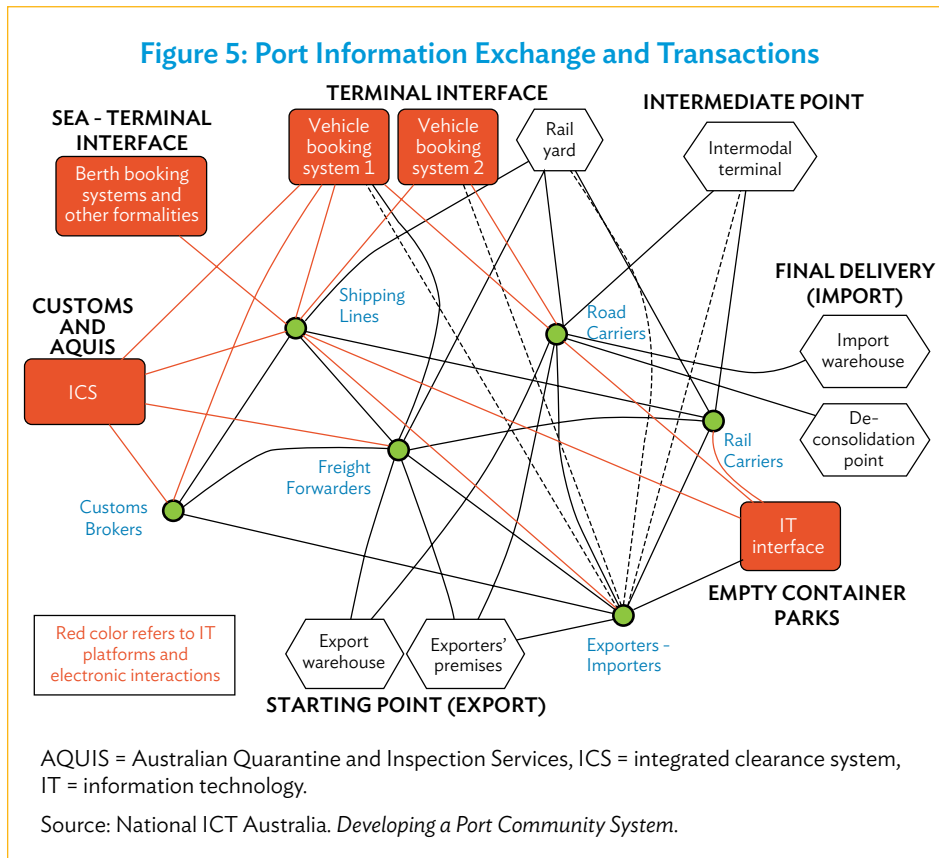 Figure 5: Port Information Exchange and Transactions
TERMINAL INTERFACE
INTERMEDIATE POINT
SEA - TERMINAL
INTERFACE
Vehicle
booking
system 1
Vehicle
booking
system 2
Rail
yard
Intermodal
terminal
Berth booking
systems and
other formalities
FINAL DELIVERY
(IMPORT)
Shipping
Lines
Road
Carriers
CUSTOMS
AND
AQUIS
Import
warehouse
ICS
De-
consolidation
point
Rail
Carriers
Freight
Forwarders
Customs
Brokers
IT
interface
EMPTY CONTAINER
PARKS
Red color refers to IT
platforms and
electronic interactions
Export
warehouse
Exporters'
premises
Exporters -
Importers
STARTING POINT (EXPORT)
AQUIS = Australian Quarantine and Inspection Services, ICS = integrated clearance system,
IT = information technology.
Source: National ICT Australia. Developing a Port Community System.